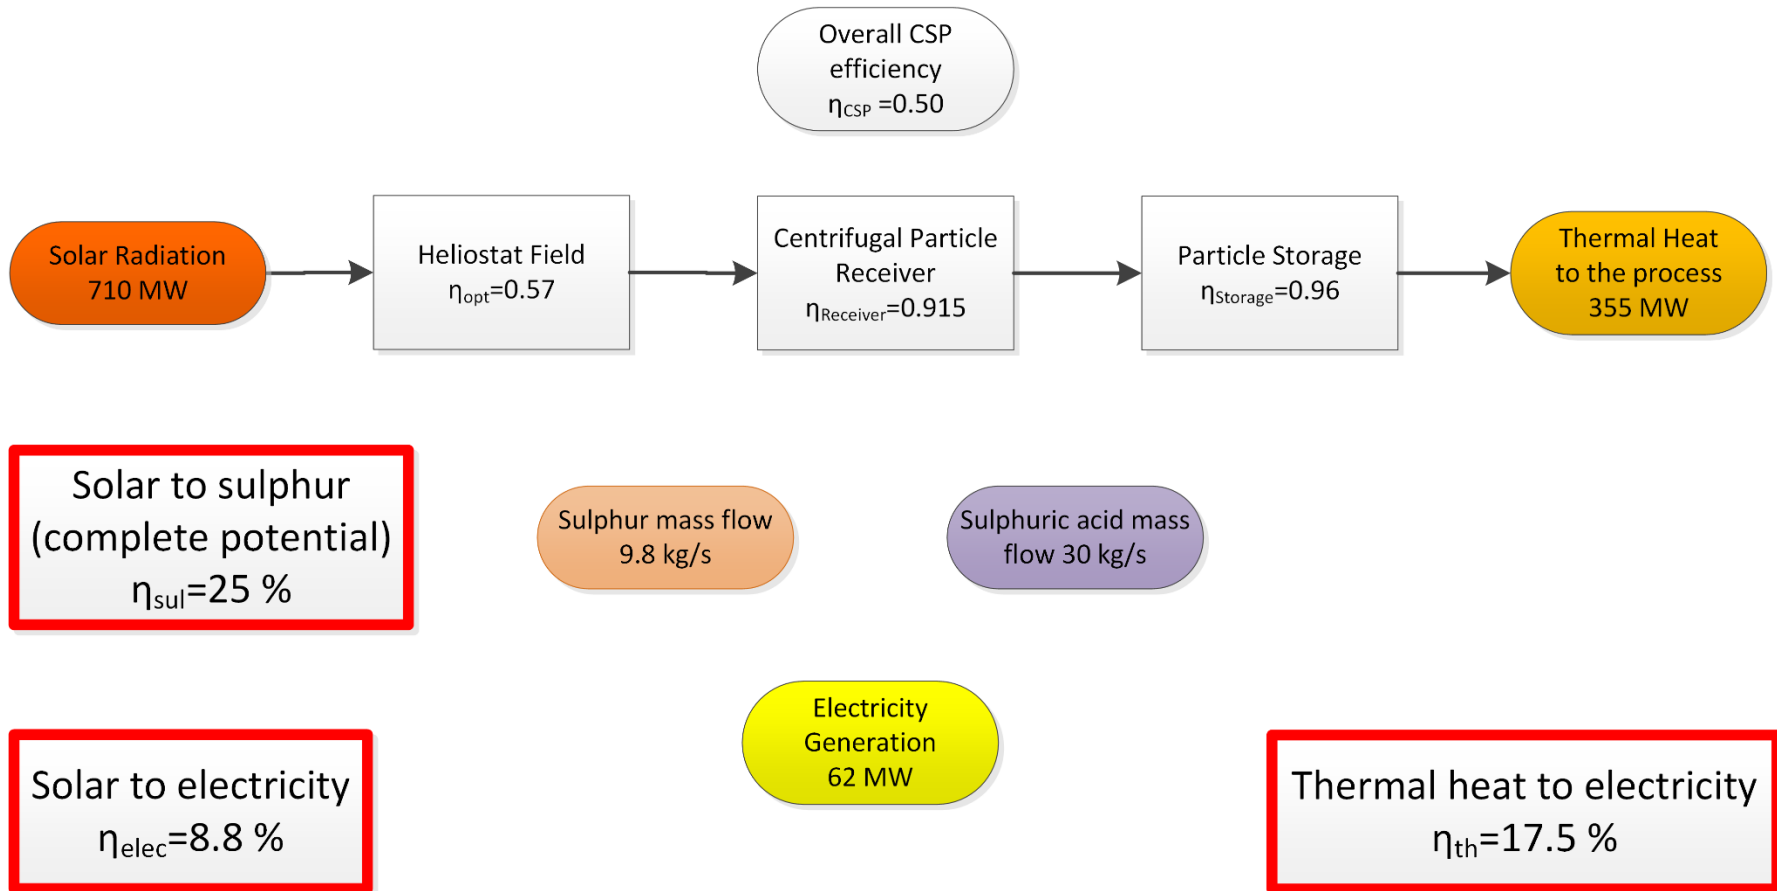 Overall CSP
efficiency
ηCSP =0.50
Solar Radiation
710 MW
Heliostat Field
ηopt=0.57
Centrifugal Particle
Receiver
ηReceiver=0.915
Particle Storage
ηStorage=0.96
Thermal Heat
to the process
355 MW
Solar to sulphur
(complete potential)
ηsul=25 %
Sulphur mass flow
9.8 kg/s
Sulphuric acid mass
flow 30 kg/s
Electricity
Generation
62 MW
Solar to electricity
ηelec=8.8 %
Thermal heat to electricity
ηth=17.5 %